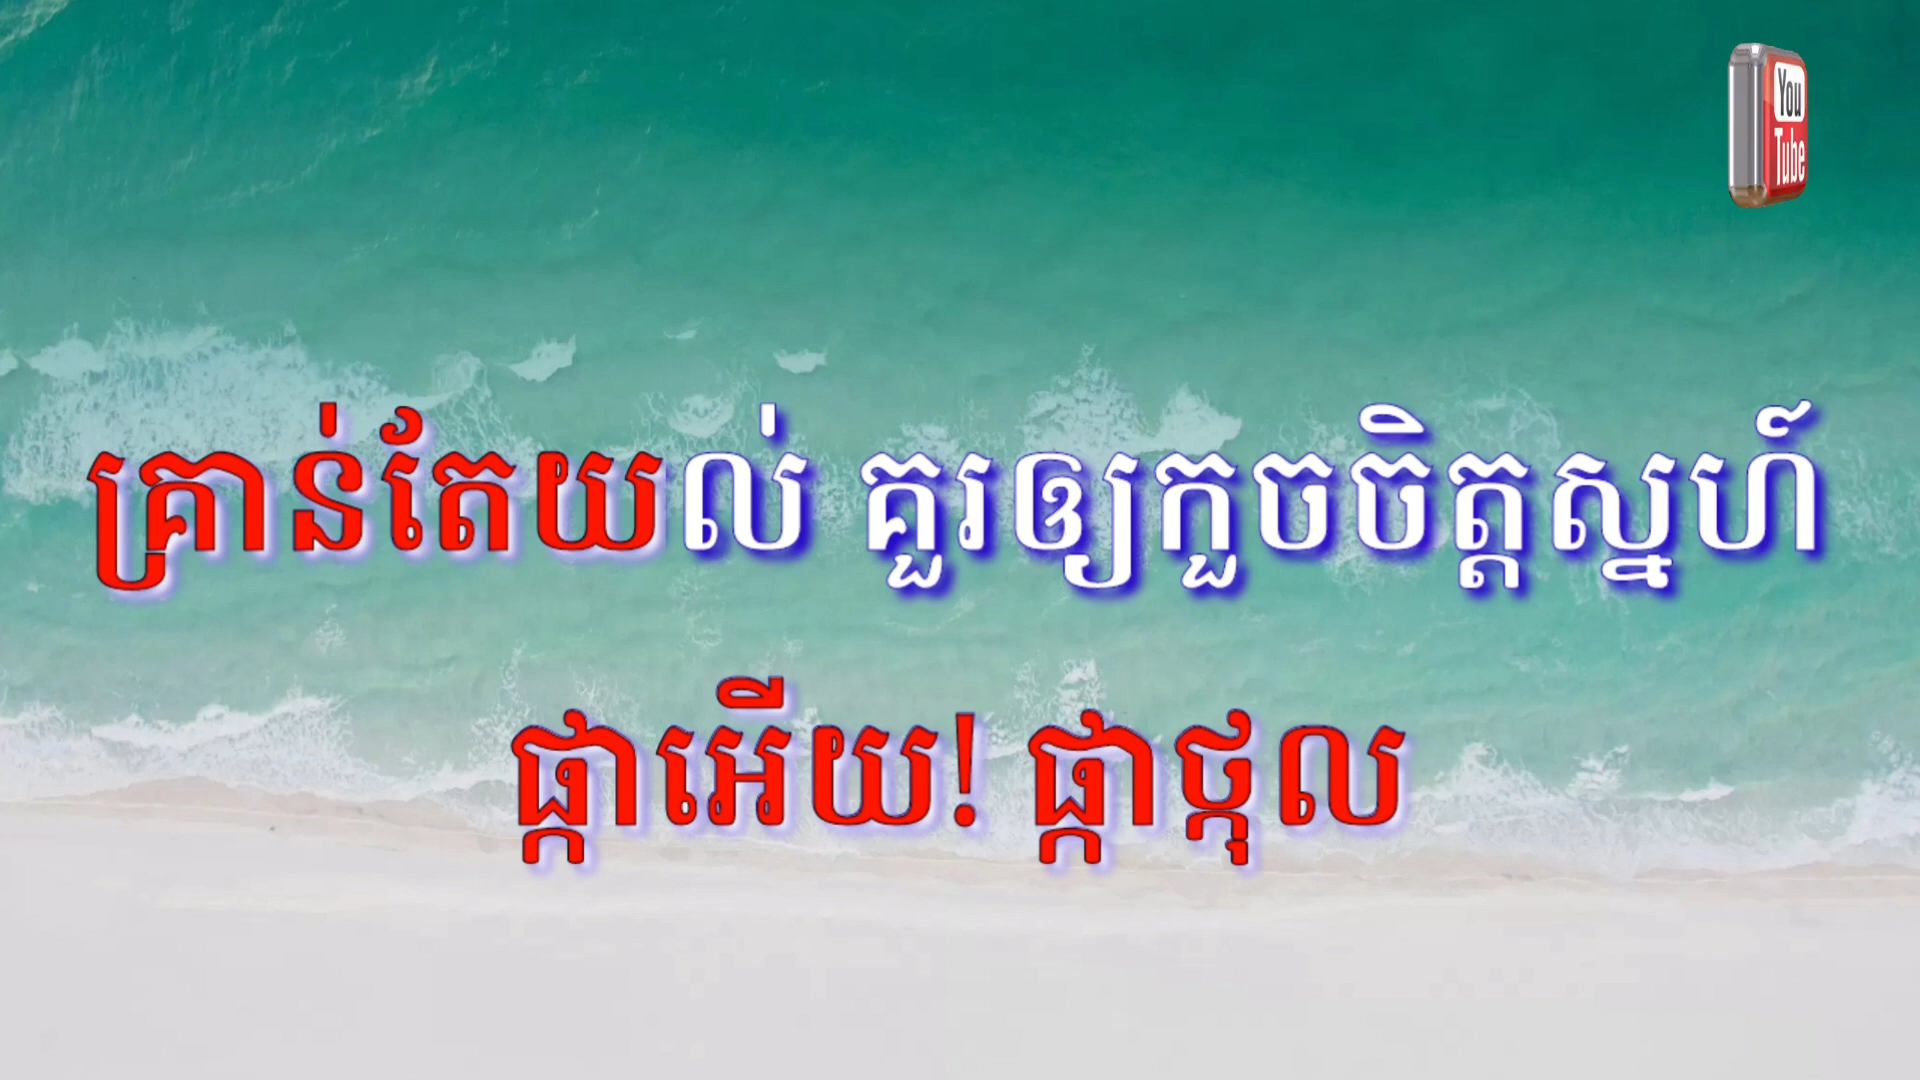 You
Tube
គ្រាន់តែយល់ គួរឲ្យកួចចិត្តស្នេហ៍
ផ្កាអើយ! ផ្កាថ្កុល